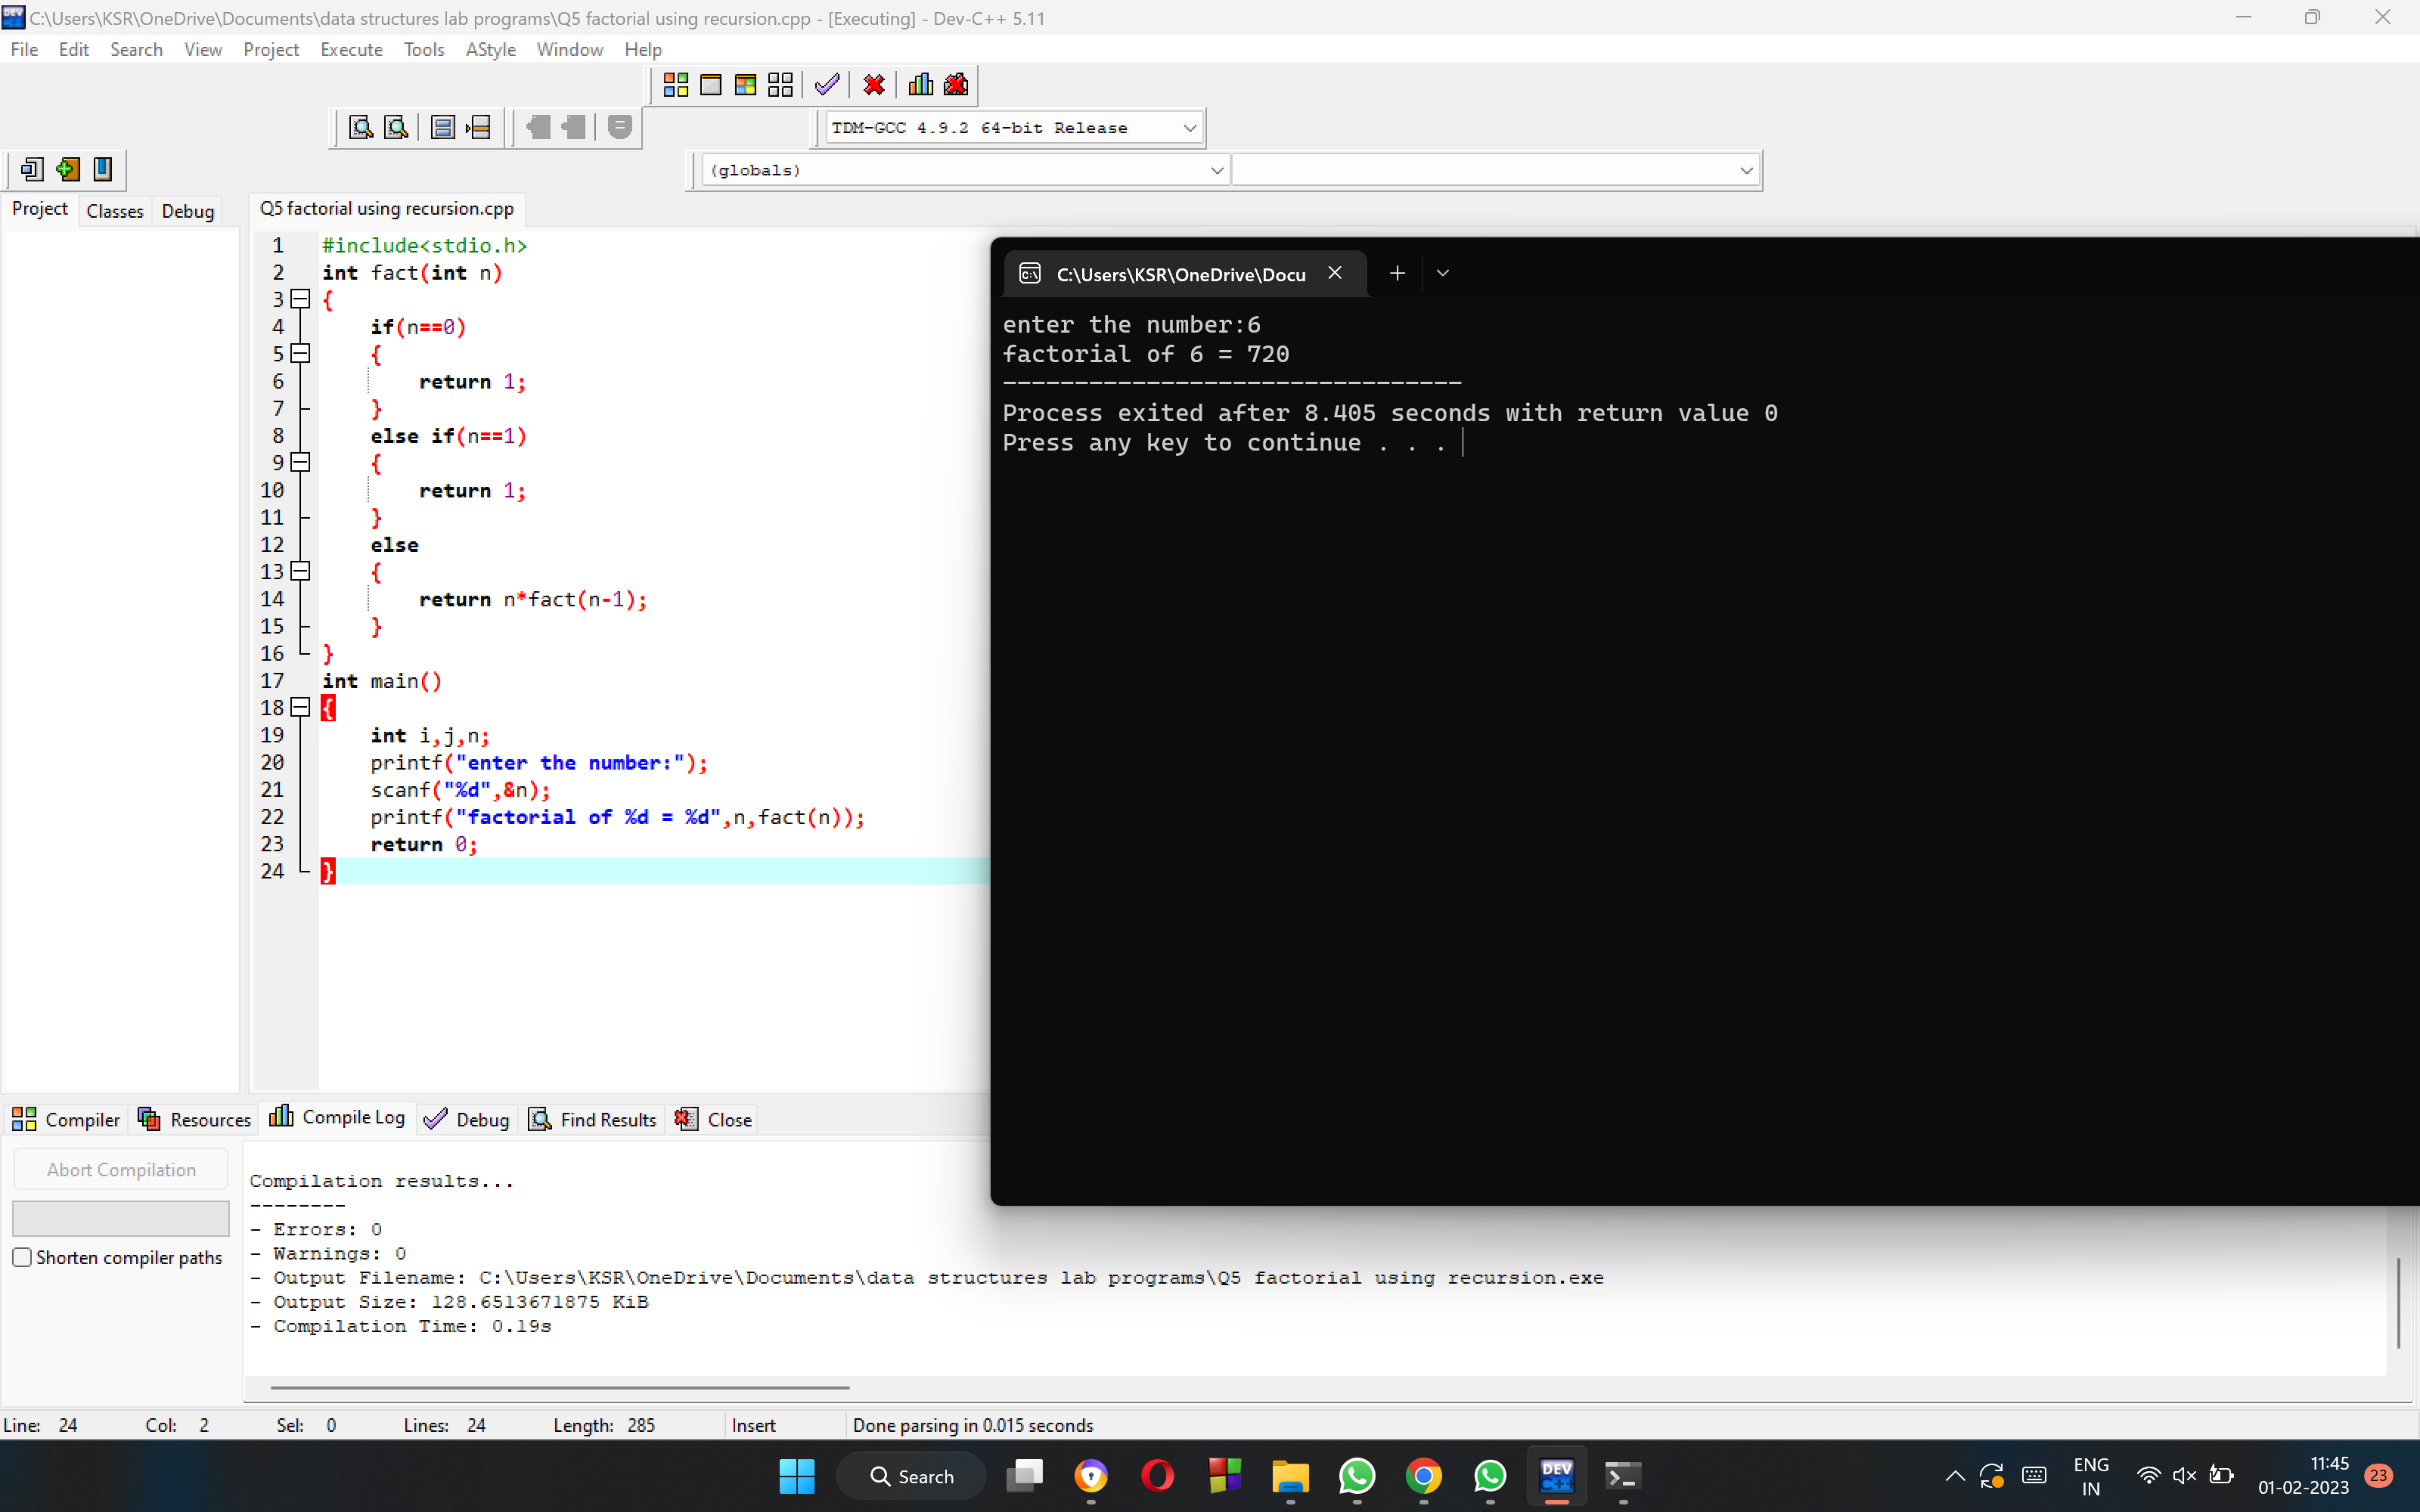 C:\Users\KSR\OneDrive\Documents\data structures lab programs\Q5 factorial using recursion.cpp - [Executing] - Dev-C++ 5.11
File Edit Search View Project Execute Tools AStyle Window Help
TDM-GCC 4.9.2 64-bit Release
(globals)
Project Classes Debug
Q5 factorial using recursion.cpp
1 #include<stdio.h>
2 int fact(int n)
3 {
4 if(n==0)
5 {
6 return 1;
7 }
8 else if(n==1)
9 {
10 return 1;
11 }
12 else
13 {
14 return n*fact(n-1);
15 }
16 }
17 int main()
18 {
19 int i,j,n;
20 printf("enter the number:");
21 scanf("%d",&n);
22 printf("factorial of %d = %d",n,fact(n));
23 return 0;
24 }
C:\Users\KSR\OneDrive\Docu
enter the number:6
factorial of 6 = 720
--------------------------------
Process exited after 8.405 seconds with return value 0
Press any key to continue . . .
Compiler Resources Compile Log Debug Find Results Close
Abort Compilation
Shorten compiler paths
Compilation results...
--------
- Errors: 0
- Warnings: 0
- Output Filename: C:\Users\KSR\OneDrive\Documents\data structures lab programs\Q5 factorial using recursion.exe
- Output Size: 128.6513671875 KiB
- Compilation Time: 0.19s
Line: 24 Col: 2 Sel: 0 Lines: 24 Length: 285 Insert Done parsing in 0.015 seconds
Search
DEV C++
ENG
IN
11:45
01-02-2023
23